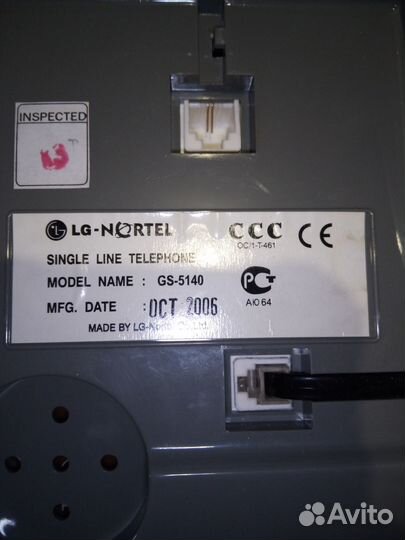 INSPECTED
LG-NORTEL
CCC
OC/1-T-461
CE
SINGLE LINE TELEPHONE
MODEL NAME : GS-5140
PCT
АЮ64
MFG. DATE : OCT 2006
MADE BY LG-Nortel Co., Ltd.
Avito